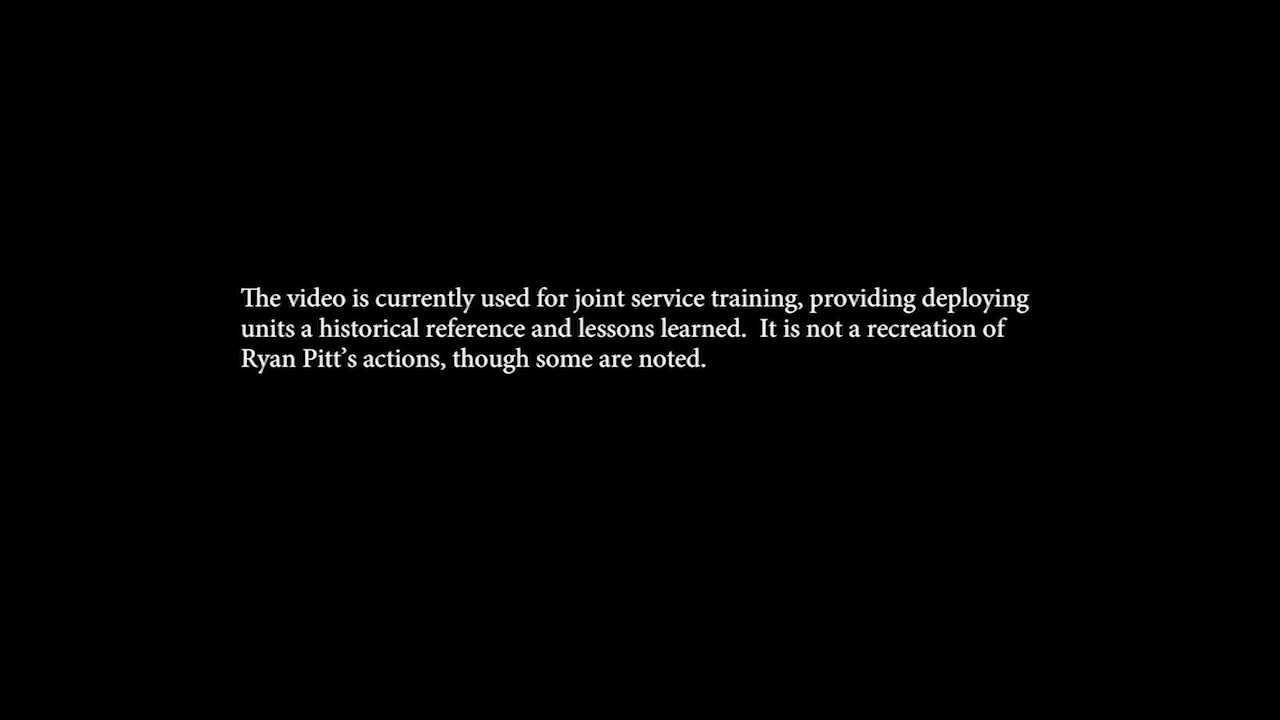 The video is currently used for joint service training, providing deploying
units a historical reference and lessons learned.  It is not a recreation of
Ryan Pitt’s actions, though some are noted.